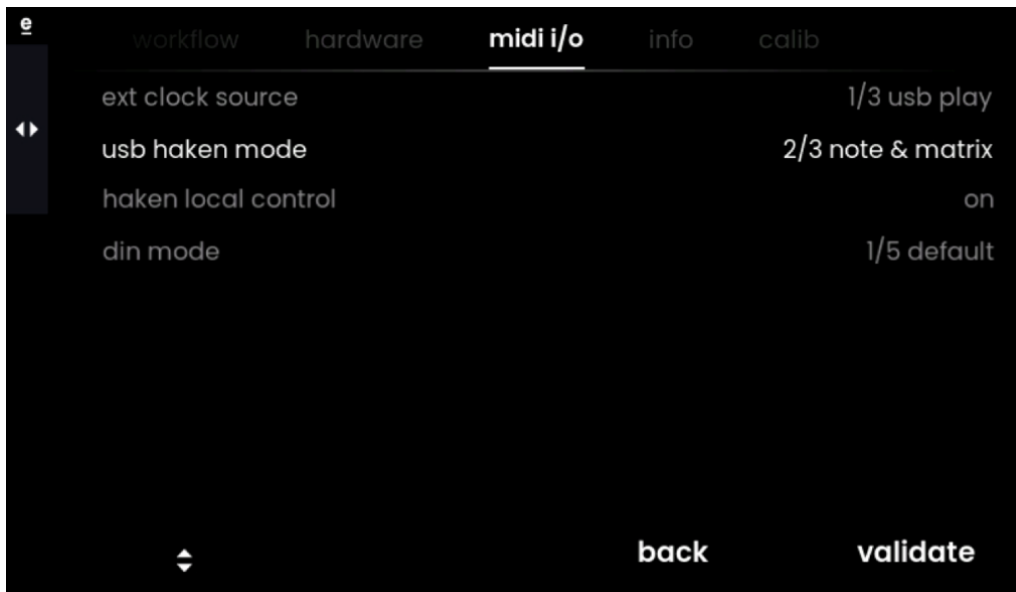 e
workflow hardware midi i/o info calib
ext clock source 1/3 usb play
usb haken mode 2/3 note & matrix
haken local control on
din mode 1/5 default
back validate